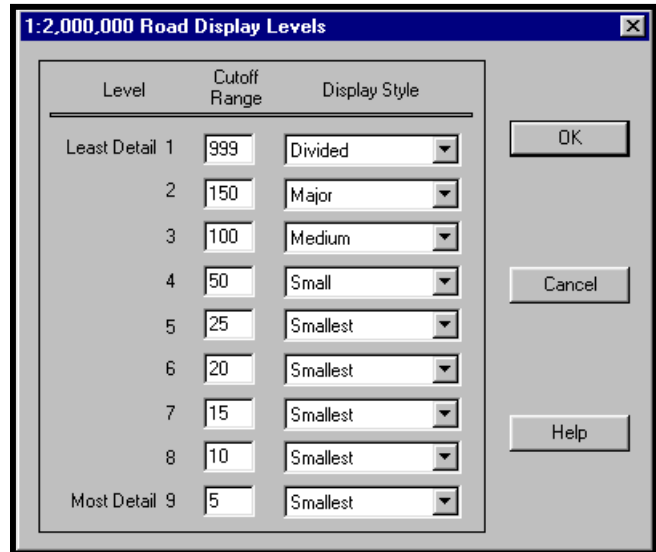 1:2,000,000 Road Display Levels
Level Cutoff Range Display Style
Least Detail 1 999 Divided
2 150 Major
3 100 Medium
4 50 Small
5 25 Smallest
6 20 Smallest
7 15 Smallest
8 10 Smallest
Most Detail 9 5 Smallest
OK
Cancel
Help